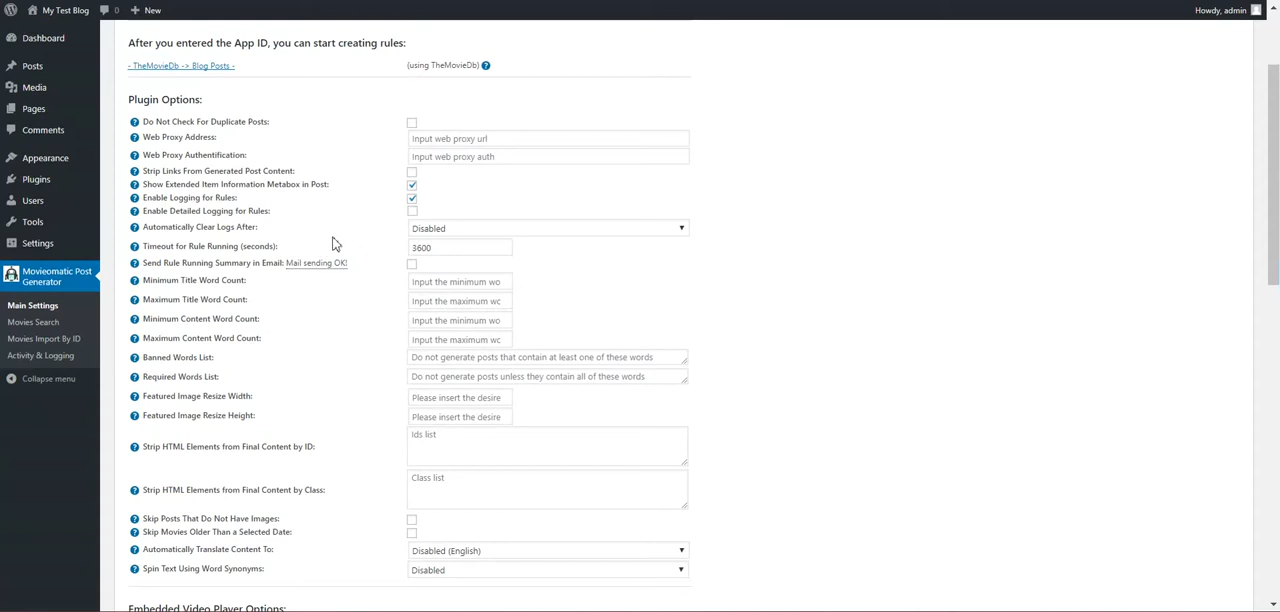 My Test Blog
0
New
Howdy, admin
Dashboard
Posts
Media
Pages
Comments
Appearance
Plugins
Users
Tools
Settings
Movieomatic Post
Generator
Main Settings
Movies Search
Movies Import By ID
Activity & Logging
Collapse menu
After you entered the App ID, you can start creating rules:
- TheMovieDb -> Blog Posts - (using TheMovieDb)
Plugin Options:
Do Not Check For Duplicate Posts:
Web Proxy Address: Input web proxy url
Web Proxy Authentification: Input web proxy auth
Strip Links From Generated Post Content:
Show Extended Item Information Metabox in Post:
Enable Logging for Rules:
Enable Detailed Logging for Rules:
Automatically Clear Logs After: Disabled
Timeout for Rule Running (seconds): 3600
Send Rule Running Summary in Email: Mail sending OK!
Minimum Title Word Count: Input the minimum wo
Maximum Title Word Count: Input the maximum wc
Minimum Content Word Count: Input the minimum wo
Maximum Content Word Count: Input the maximum wc
Banned Words List: Do not generate posts that contain at least one of these words
Required Words List: Do not generate posts unless they contain all of these words
Featured Image Resize Width: Please insert the desire
Featured Image Resize Height: Please insert the desire
Strip HTML Elements from Final Content by ID: Ids list
Strip HTML Elements from Final Content by Class: Class list
Skip Posts That Do Not Have Images:
Skip Movies Older Than a Selected Date:
Automatically Translate Content To: Disabled (English)
Spin Text Using Word Synonyms: Disabled
Embedded Video Player Options: